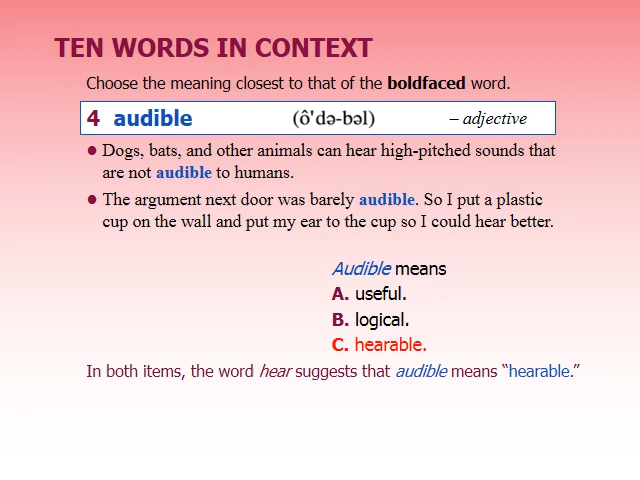 TEN WORDS IN CONTEXT
Choose the meaning closest to that of the boldfaced word.
4 audible (ô'də-bəl) – adjective
● Dogs, bats, and other animals can hear high-pitched sounds that
are not audible to humans.
● The argument next door was barely audible. So I put a plastic
cup on the wall and put my ear to the cup so I could hear better.
Audible means
A. useful.
B. logical.
C. hearable.
In both items, the word hear suggests that audible means “hearable.”